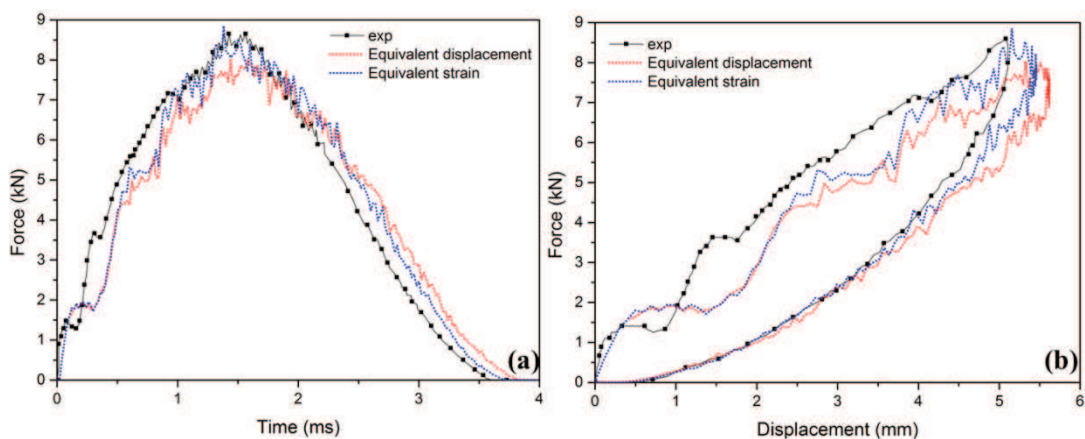 9
8
7
6
5
4
3
2
1
0
Force (kN)
exp
Equivalent displacement
Equivalent strain
(a)
0 1 2 3 4
Time (ms)
9
8
7
6
5
4
3
2
1
0
Force (kN)
exp
Equivalent displacement
Equivalent strain
(b)
0 1 2 3 4 5 6
Displacement (mm)